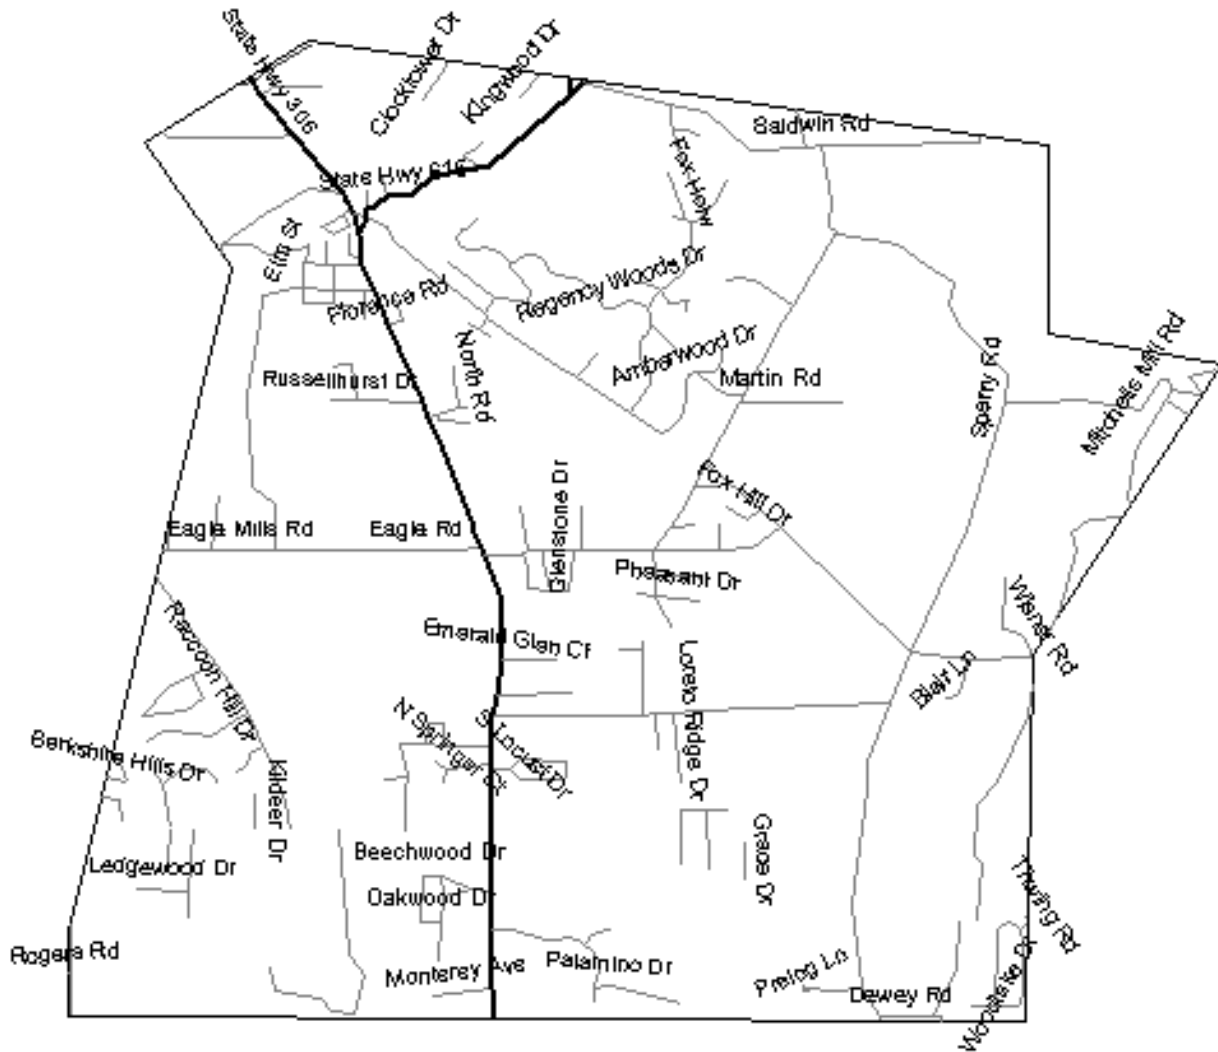 State Hwy 306
Clocktower Dr
Kingwood Dr
Baldwin Rd
State Hwy 615
Fox Holw
Elm St
Regency Woods Dr
Florence Rd
North Rd
Amberwood Dr
Martin Rd
Russellhurst Dr
Sperry Rd
Mitchells Mill Rd
Fox Hill Dr
Eagle Mills Rd
Eagle Rd
Glenstone Dr
Pheasant Dr
Wisner Rd
Raccoon Hill Dr
Emerald Glen Ct
Loreto Ridge Dr
Blair Ln
N Springer Ct
S Locust Dr
Berkshire Hills Dr
Kildeer Dr
Grace Dr
Beechwood Dr
Ledgewood Dr
Oakwood Dr
Thwing Rd
Rogers Rd
Monterey Ave
Palamino Dr
Prelog Ln
Dewey Rd